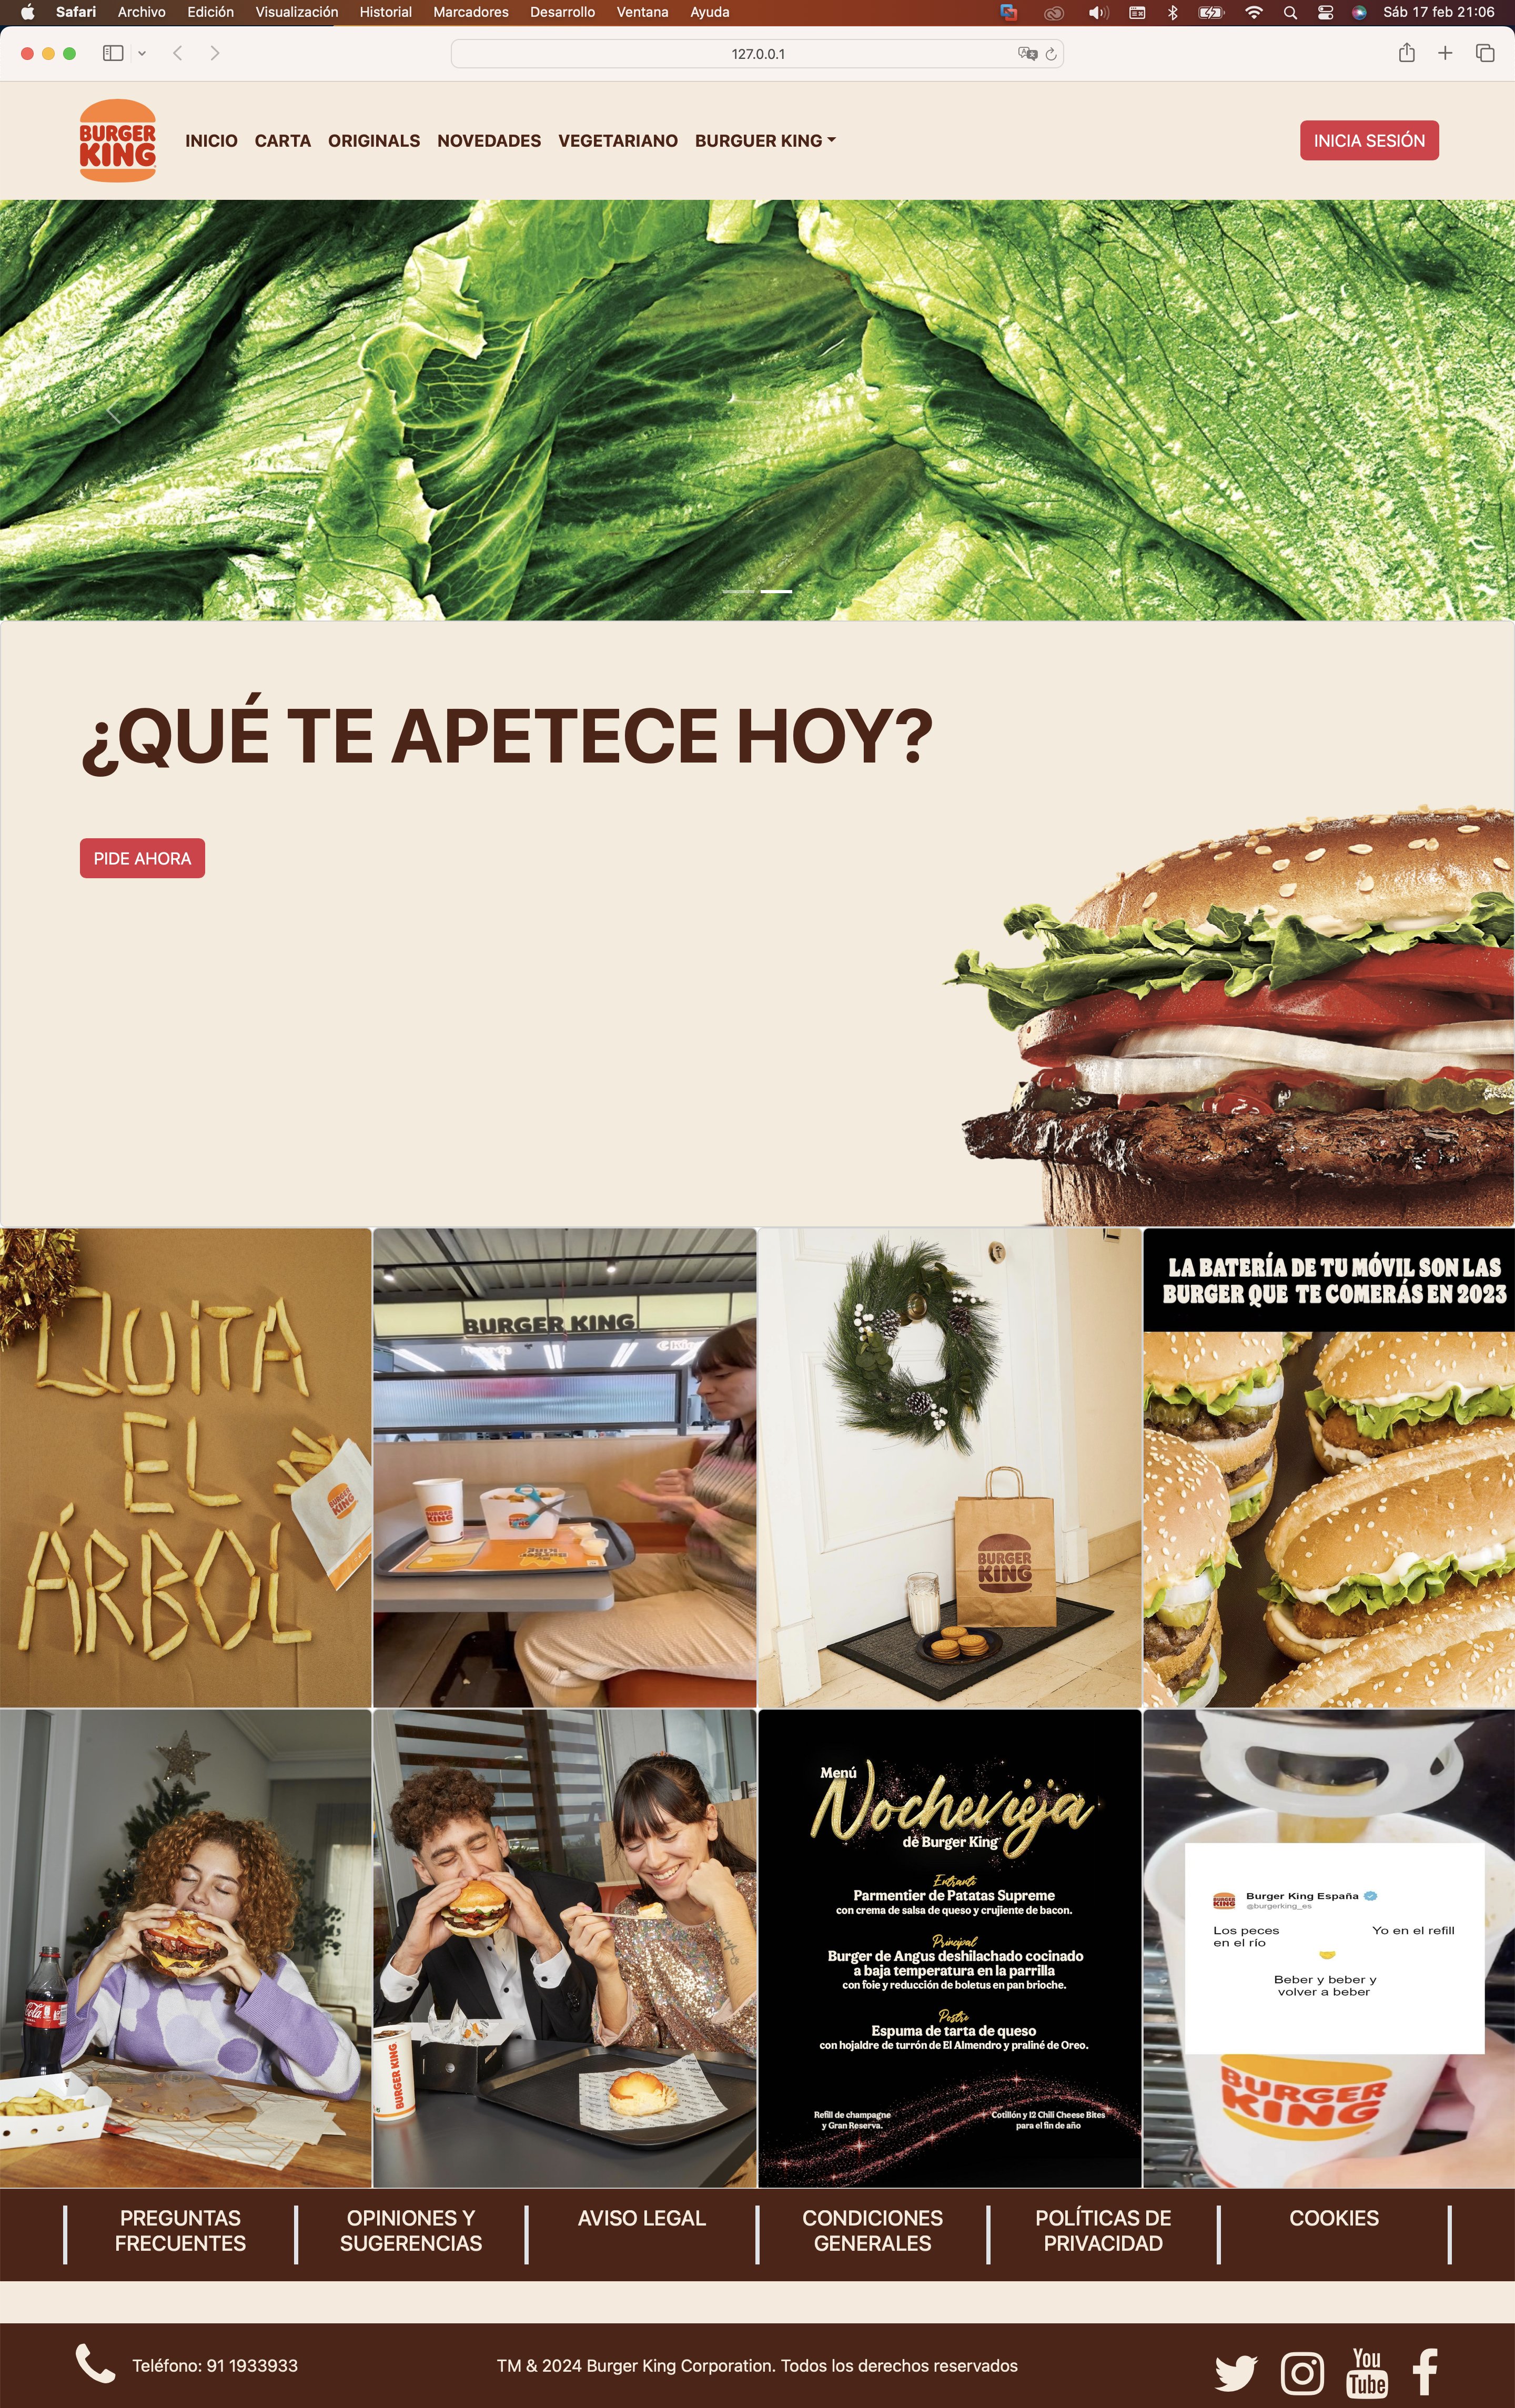 Safari Archivo Edición Visualización Historial Marcadores Desarrollo Ventana Ayuda Sáb 17 feb 21:06
127.0.0.1
BURGER
KING
INICIO CARTA ORIGINALS NOVEDADES VEGETARIANO BURGUER KING INICIA SESIÓN
¿QUÉ TE APETECE HOY?
PIDE AHORA
QUITA
EL
ÁRBOL
BURGER
KING
BURGER KING
BURGER
KING
BURGER
KING
LA BATERÍA DE TU MÓVIL SON LAS
BURGER QUE TE COMERÁS EN 2023
BURGER KING
Menú
Nochevieja
de Burger King
Entrante
Parmentier de Patatas Supreme
con crema de salsa de queso y crujiente de bacon.
Principal
Burger de Angus deshilachado cocinado
a baja temperatura en la parrilla
con foie y reducción de boletus en pan brioche.
Postre
Espuma de tarta de queso
con hojaldre de turrón de El Almendro y praliné de Oreo.
Refill de champagne
y Gran Reserva.
Cotillón y 12 Chili Cheese Bites
para el fin de año
Burger King España
@burgerking_es
Los peces
en el río
Yo en el refill
Beber y beber y
volver a beber
BURGER
KING
PREGUNTAS
FRECUENTES
OPINIONES Y
SUGERENCIAS
AVISO LEGAL
CONDICIONES
GENERALES
POLÍTICAS DE
PRIVACIDAD
COOKIES
Teléfono: 91 1933933
TM & 2024 Burger King Corporation. Todos los derechos reservados
You
Tube